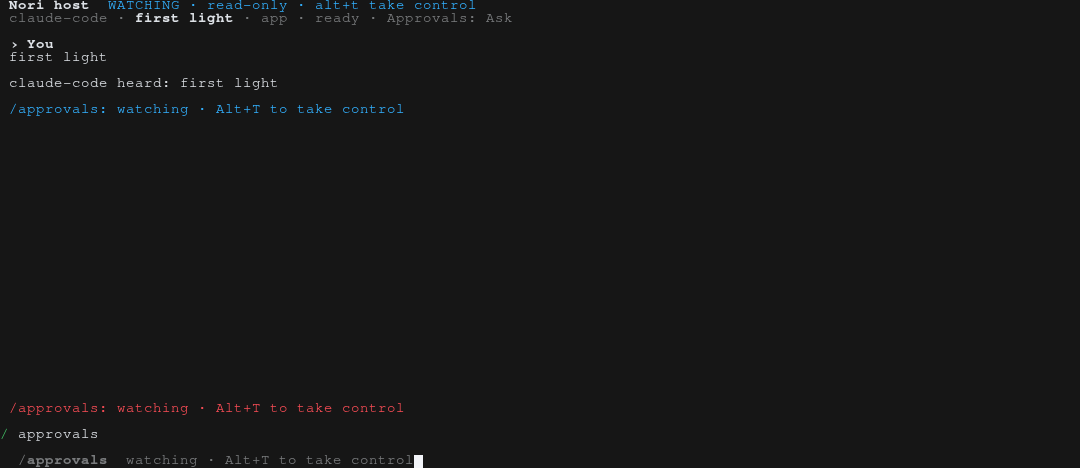 Nori host  WATCHING · read-only · alt+t take control
claude-code · first light · app · ready · Approvals: Ask
› You
first light
claude-code heard: first light
/approvals: watching · Alt+T to take control
/approvals: watching · Alt+T to take control
/ approvals
/approvals  watching · Alt+T to take control